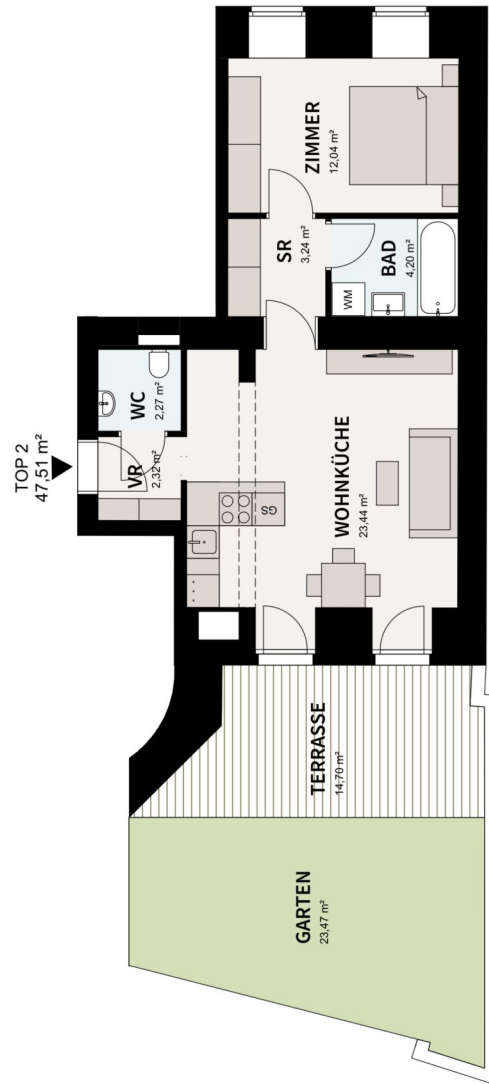 TOP 2
47,51 m²
ZIMMER
12,04 m²
SR
3,24 m²
BAD
4,20 m²
WM
WC
2,27 m²
VR
2,32 m²
WOHNKÜCHE
23,44 m²
GS
TERRASSE
14,70 m²
GARTEN
23,47 m²